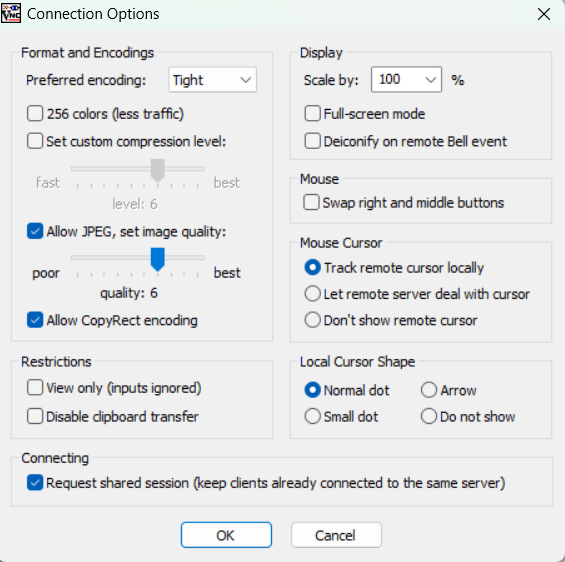 VNC Connection Options
Format and Encodings
Preferred encoding: Tight
256 colors (less traffic)
Set custom compression level:
fast best
level: 6
Allow JPEG, set image quality:
poor best
quality: 6
Allow CopyRect encoding
Restrictions
View only (inputs ignored)
Disable clipboard transfer
Display
Scale by: 100 %
Full-screen mode
Deiconify on remote Bell event
Mouse
Swap right and middle buttons
Mouse Cursor
Track remote cursor locally
Let remote server deal with cursor
Don't show remote cursor
Local Cursor Shape
Normal dot Arrow
Small dot Do not show
Connecting
Request shared session (keep clients already connected to the same server)
OK Cancel